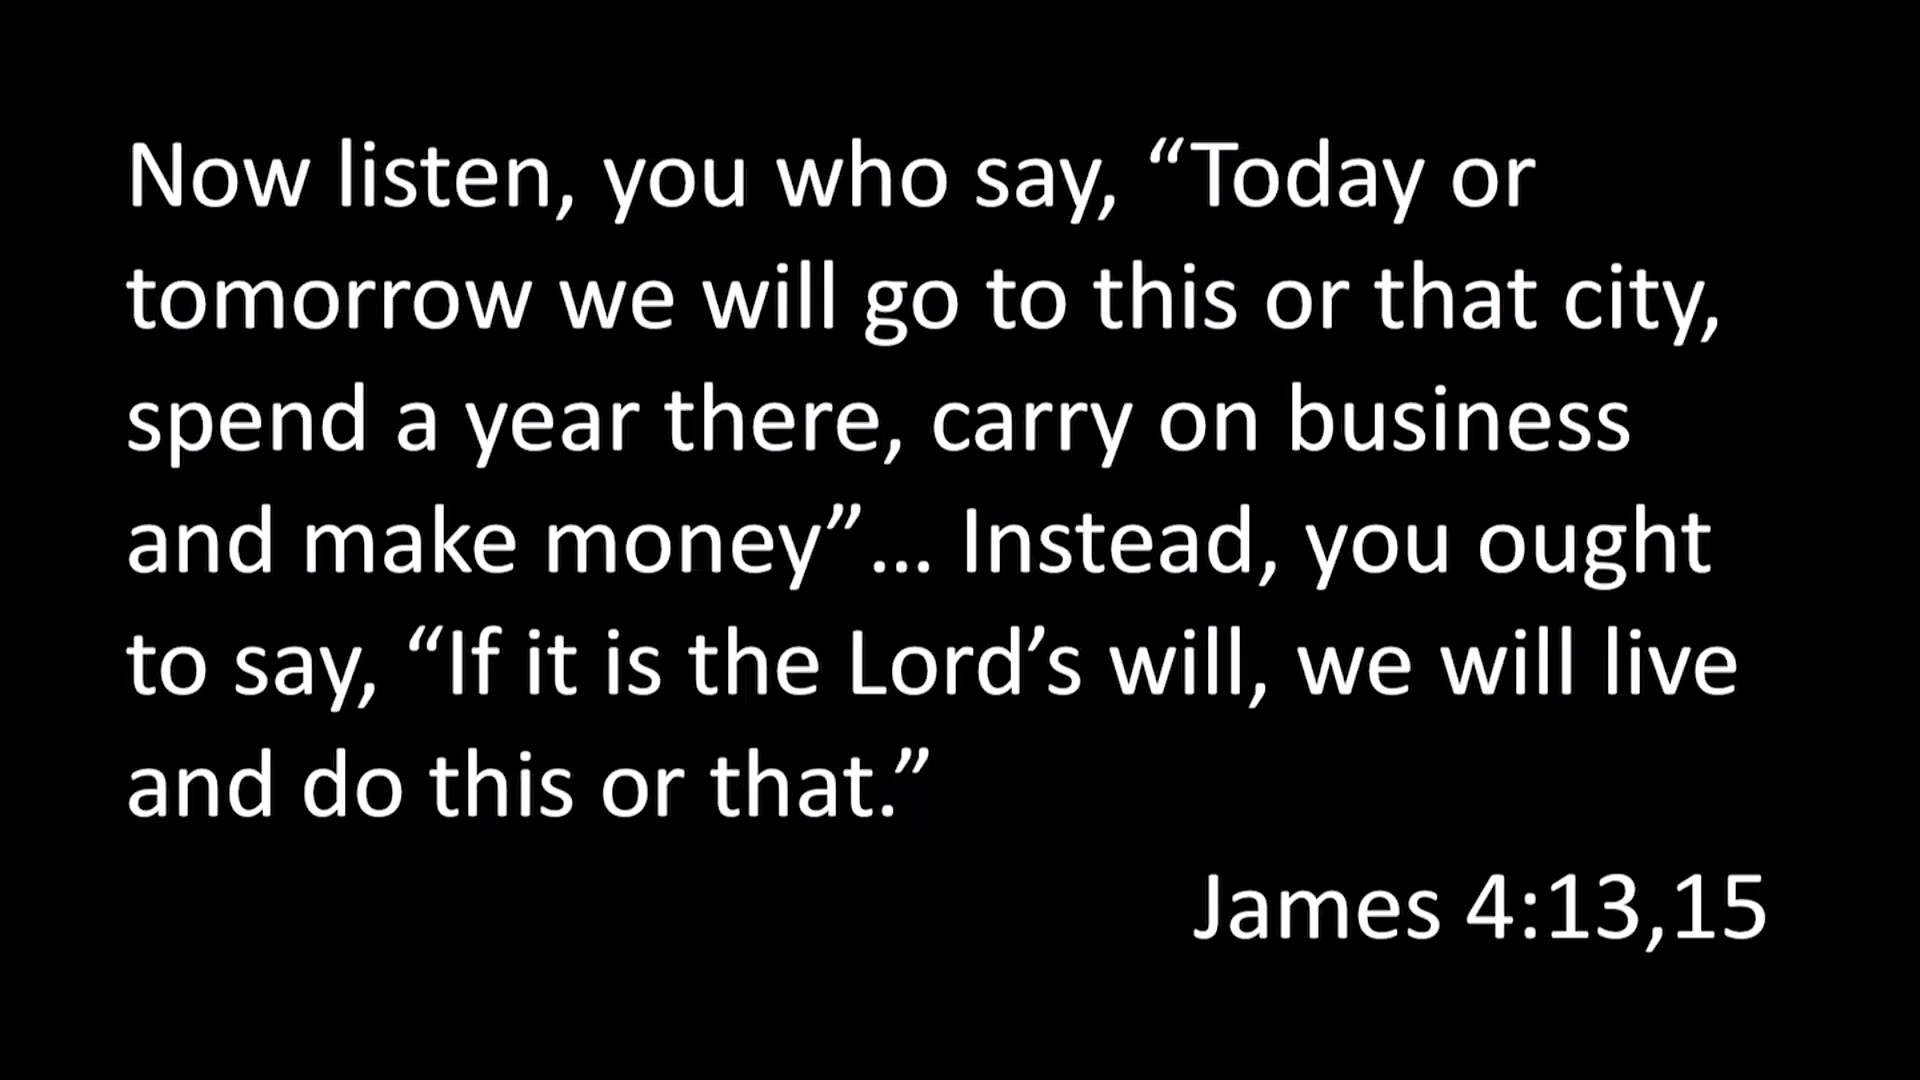 Now listen, you who say, “Today or
tomorrow we will go to this or that city,
spend a year there, carry on business
and make money”... Instead, you ought
to say, “If it is the Lord’s will, we will live
and do this or that.”
James 4:13,15